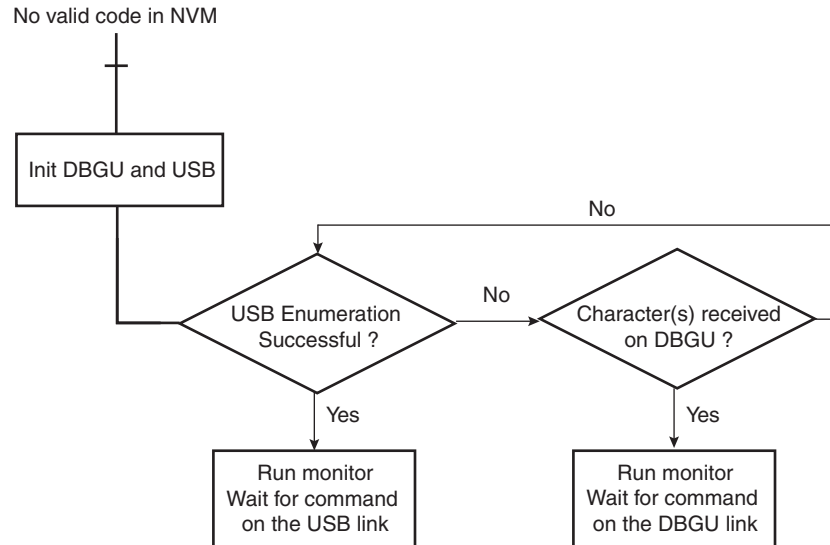 No valid code in NVM
Init DBGU and USB
No
USB Enumeration
Successful ?
No
Character(s) received
on DBGU ?
Yes
Yes
Run monitor
Wait for command
on the USB link
Run monitor
Wait for command
on the DBGU link